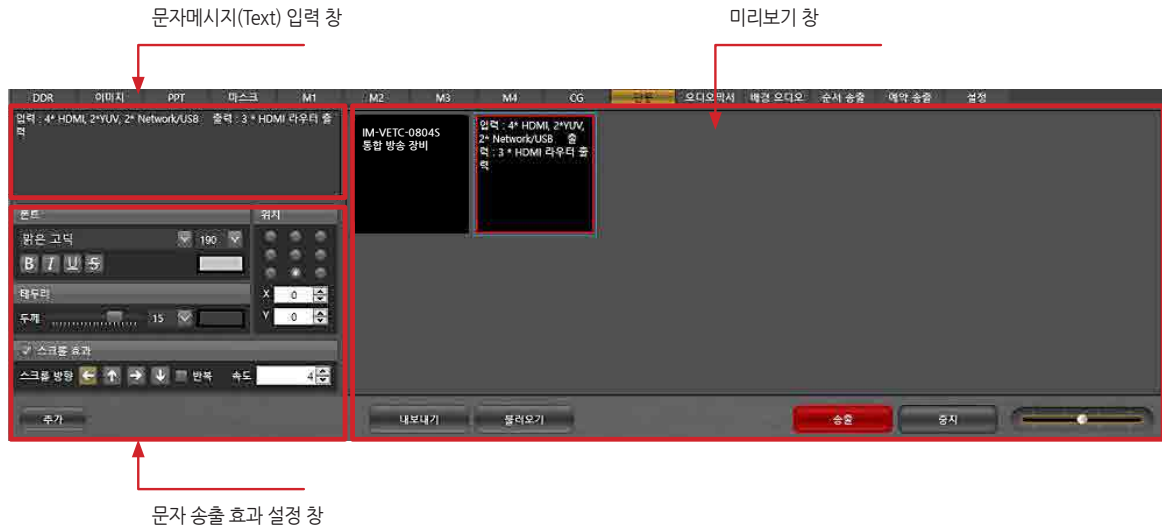 문자메시지(Text) 입력 창
미리보기 창
DDR 이미지 PPT 마스크 M1 M2 M3 M4 CG 오디오믹서 배경 오디오 순서 송출 예약 송출 설정
입력 : 4* HDMI, 2*YUV, 2* Network/USB 출력 : 3 * HDMI 라우터 출
력
IM-VETC-0804S
통합 방송 장비
입력 : 4* HDMI, 2*YUV,
2* Network/USB 출
력 : 3 * HDMI 라우터 출
력
폰트 위치
맑은 고딕 190
B I U S
테두리
X 0
두께 15
Y 0
스크롤 효과
스크롤 방향 반복 속도 4
추가 내보내기 불러오기 송출 중지
문자 송출 효과 설정 창